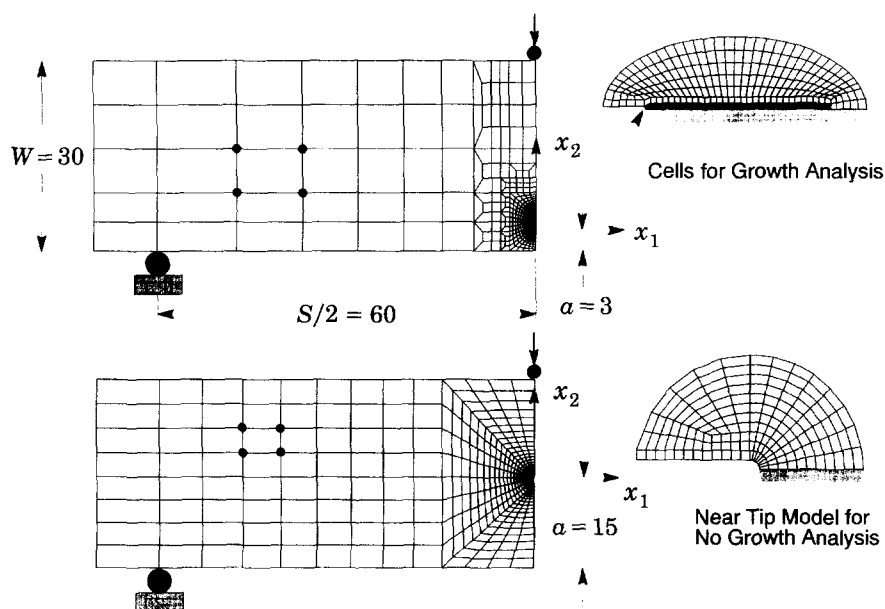 W = 30
x₂
x₁
Cells for Growth Analysis
S/2 = 60
a = 3
x₂
x₁
a = 15
Near Tip Model for
No Growth Analysis